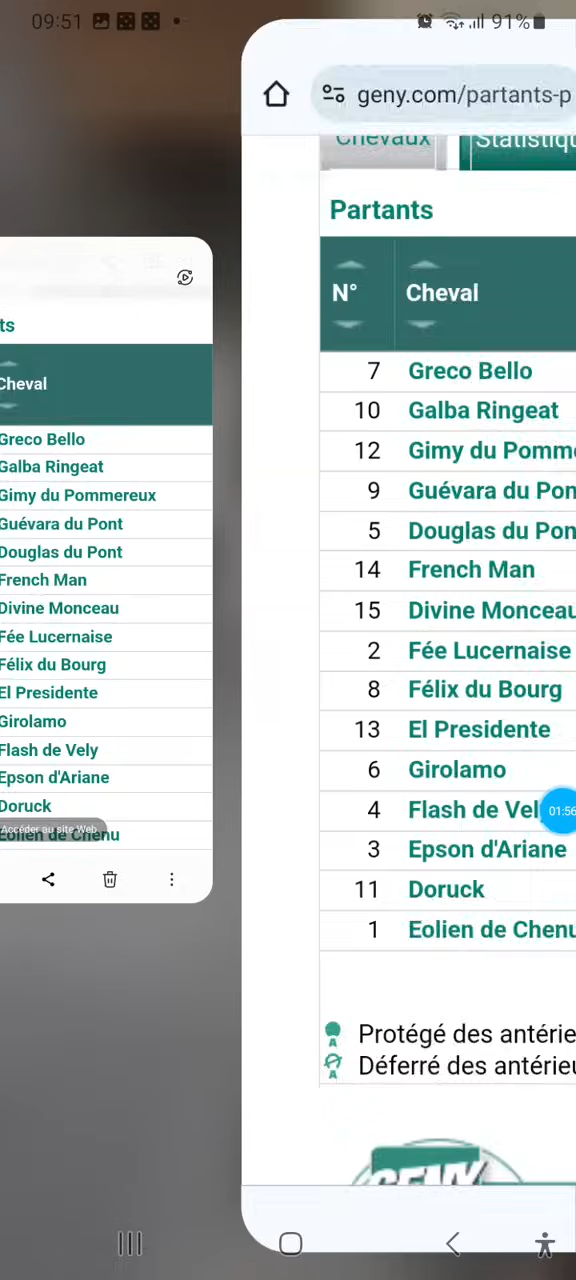 09:51
91%
geny.com/partants-p
Chevaux
Statistiqu
Partants
N°
Cheval
7 Greco Bello
10 Galba Ringeat
12 Gimy du Pomme
9 Guévara du Pon
5 Douglas du Pon
14 French Man
15 Divine Monceau
2 Fée Lucernaise
8 Félix du Bourg
13 El Presidente
6 Girolamo
4 Flash de Vel
3 Epson d'Ariane
11 Doruck
1 Eolien de Chenu
01:56
A Protégé des antérie
A Déferré des antérieu
GENY
ts
Cheval
Greco Bello
Galba Ringeat
Gimy du Pommereux
Guévara du Pont
Douglas du Pont
French Man
Divine Monceau
Fée Lucernaise
Félix du Bourg
El Presidente
Girolamo
Flash de Vely
Epson d'Ariane
Doruck
Accéder au site Web
Eolien de Chenu